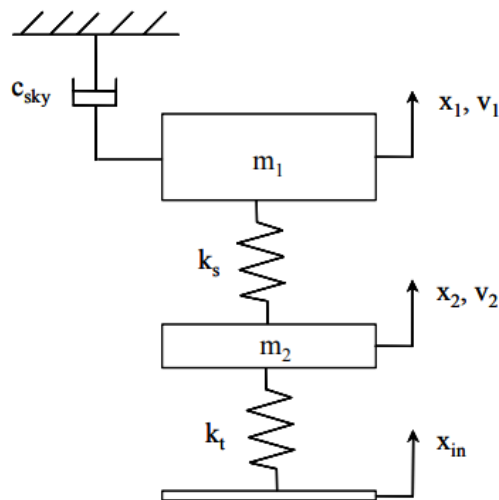 c_sky
x_1, v_1
m_1
k_s
x_2, v_2
m_2
k_t
x_in